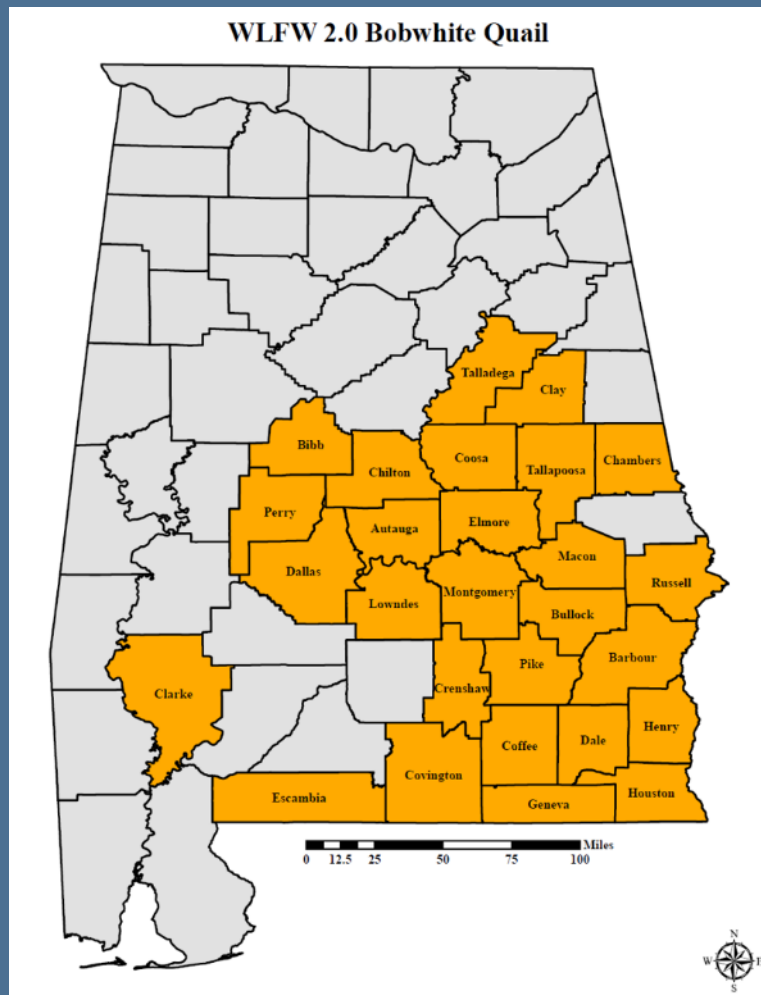 WLFW 2.0 Bobwhite Quail
Talladega
Clay
Bibb
Chilton
Coosa
Tallapoosa
Chambers
Perry
Autauga
Elmore
Macon
Dallas
Lowndes
Montgomery
Bullock
Russell
Clarke
Crenshaw
Pike
Barbour
Coffee
Dale
Henry
Escambia
Covington
Geneva
Houston
Miles
0 12.5 25 50 75 100
N
W E
S